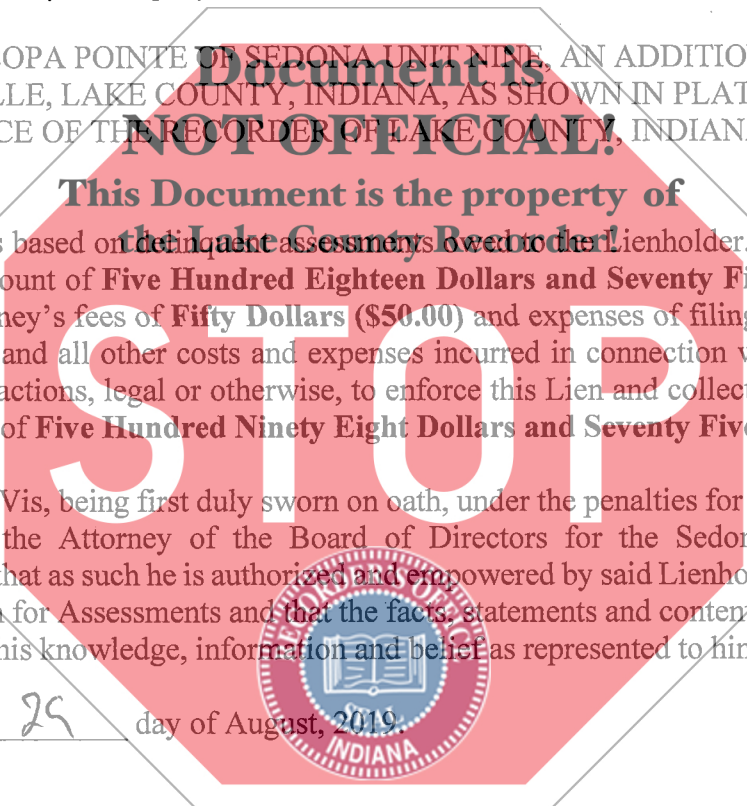 OPA POINTE OF SEDONA UNIT NINE, AN ADDITIO
LLE, LAKE COUNTY, INDIANA, AS SHOWN IN PLAT
CE OF THE RECORDER OF LAKE COUNTY, INDIANA
Document is
NOT OFFICIAL!
This Document is the property of
the Lake County Recorder!
s based on delinquent assessments owed to the Lienholder.
ount of Five Hundred Eighteen Dollars and Seventy Fi
ney's fees of Fifty Dollars ($50.00) and expenses of filing
and all other costs and expenses incurred in connection w
actions, legal or otherwise, to enforce this Lien and collect
of Five Hundred Ninety Eight Dollars and Seventy Five
STOP
Vis, being first duly sworn on oath, under the penalties for
the Attorney of the Board of Directors for the Sedon
that as such he is authorized and empowered by said Lienho
n for Assessments and that the facts, statements and conten
his knowledge, information and belief as represented to him
29 day of August, 2019.
RECORDER'S OFFICE
SEAL
INDIANA